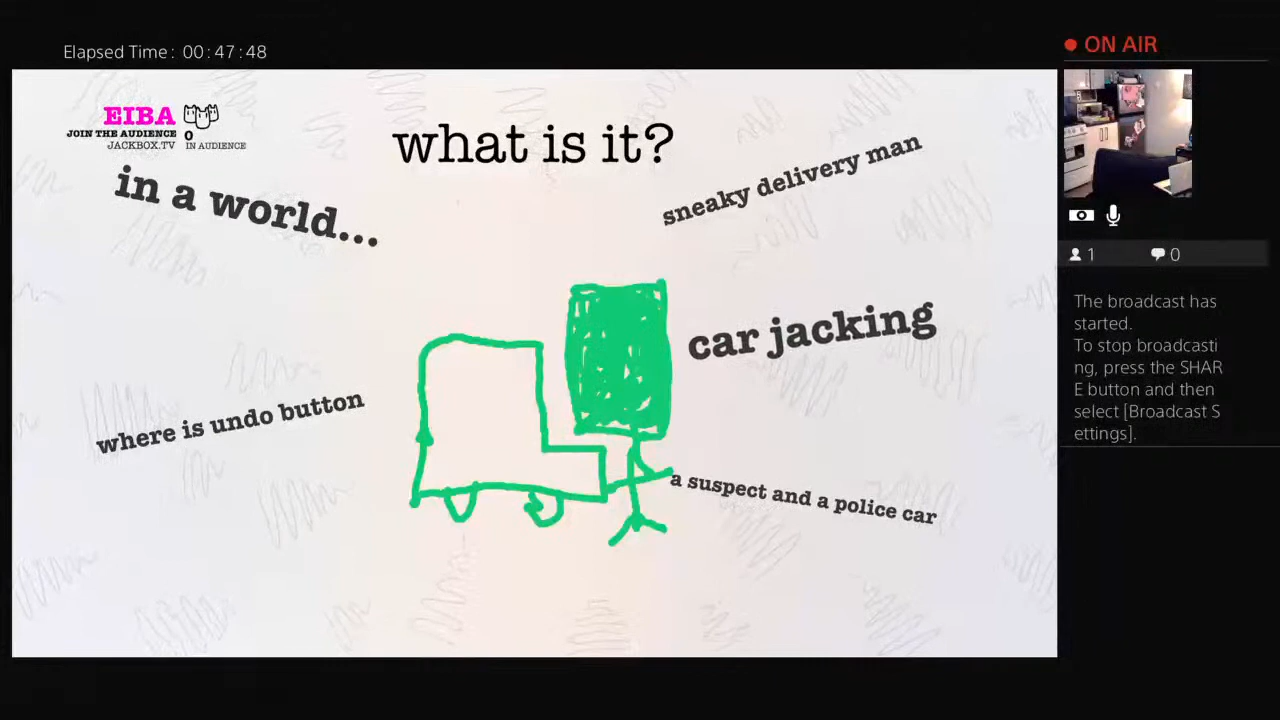 Elapsed Time: 00:47:48
ON AIR
EIBA
JOIN THE AUDIENCE 0
JACKBOX.TV IN AUDIENCE
what is it?
in a world...
sneaky delivery man
car jacking
where is undo button
a suspect and a police car
1 0
The broadcast has
started.
To stop broadcasti
ng, press the SHAR
E button and then
select [Broadcast S
ettings].